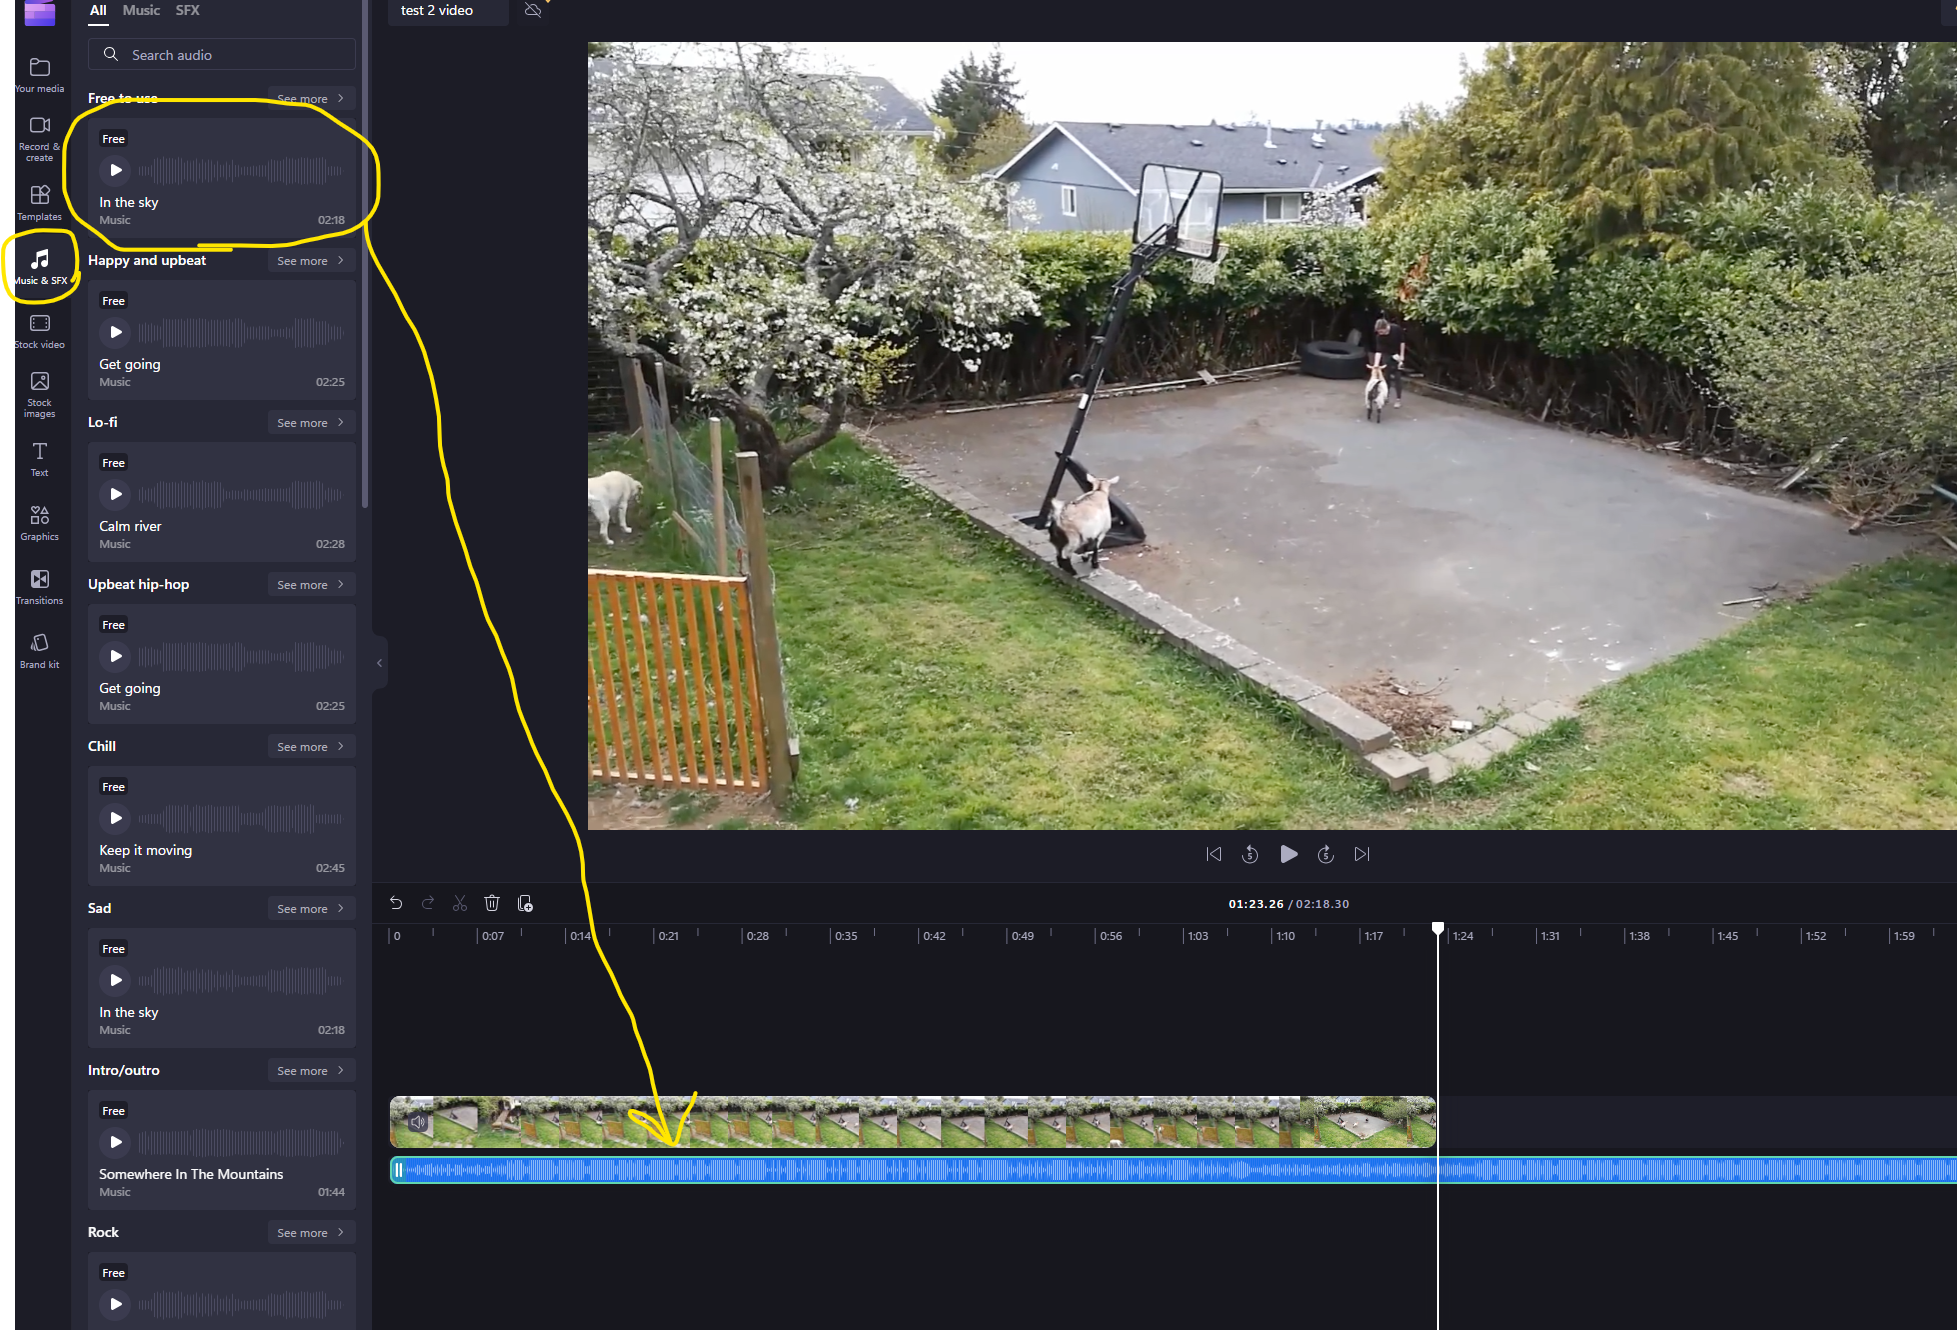 All Music SFX
test 2 video
Search audio
Your media
Record & create
Templates
Music & SFX
Stock video
Stock images
Text
Graphics
Transitions
Brand kit
Free to use See more
Free
In the sky
Music 02:18
Happy and upbeat See more
Free
Get going
Music 02:25
Lo-fi See more
Free
Calm river
Music 02:28
Upbeat hip-hop See more
Free
Get going
Music 02:25
Chill See more
Free
Keep it moving
Music 02:45
Sad See more
Free
In the sky
Music 02:18
Intro/outro See more
Free
Somewhere In The Mountains
Music 01:44
Rock See more
Free
5 5
01:23.26 / 02:18.30
0 0:07 0:14 0:21 0:28 0:35 0:42 0:49 0:56 1:03 1:10 1:17 1:24 1:31 1:38 1:45 1:52 1:59